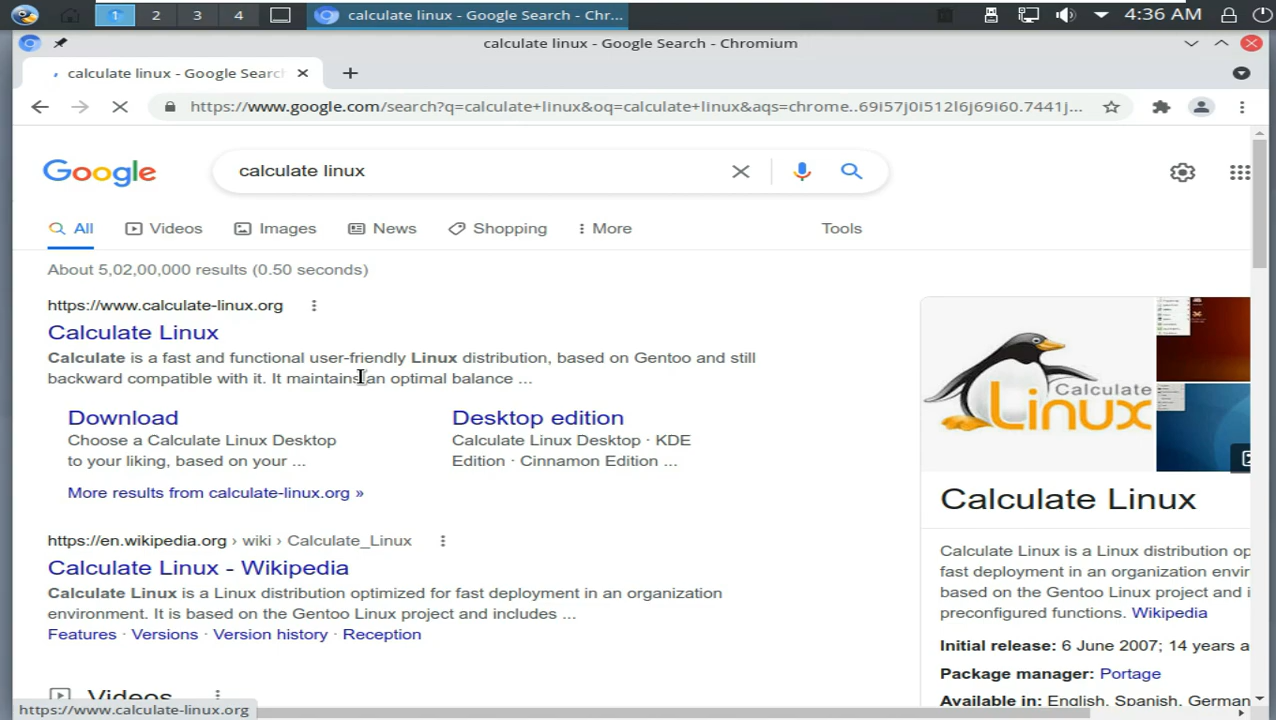 1 2 3 4 calculate linux - Google Search - Chr... 4:36 AM
calculate linux - Google Search - Chromium
calculate linux - Google Search
https://www.google.com/search?q=calculate+linux&oq=calculate+linux&aqs=chrome..69i57j0i512l6j69i60.7441j...
Google calculate linux
All Videos Images News Shopping More Tools
About 5,02,00,000 results (0.50 seconds)
https://www.calculate-linux.org
Calculate Linux
Calculate is a fast and functional user-friendly Linux distribution, based on Gentoo and still
backward compatible with it. It maintains an optimal balance ...
Download
Choose a Calculate Linux Desktop
to your liking, based on your ...
Desktop edition
Calculate Linux Desktop · KDE
Edition · Cinnamon Edition ...
More results from calculate-linux.org »
https://en.wikipedia.org › wiki › Calculate_Linux
Calculate Linux - Wikipedia
Calculate Linux is a Linux distribution optimized for fast deployment in an organization
environment. It is based on the Gentoo Linux project and includes ...
Features · Versions · Version history · Reception
Videos
https://www.calculate-linux.org
Calculate
Linux
Calculate Linux
Calculate Linux is a Linux distribution op
fast deployment in an organization envir
based on the Gentoo Linux project and i
preconfigured functions. Wikipedia
Initial release: 6 June 2007; 14 years a
Package manager: Portage
Available in: English, Spanish, German